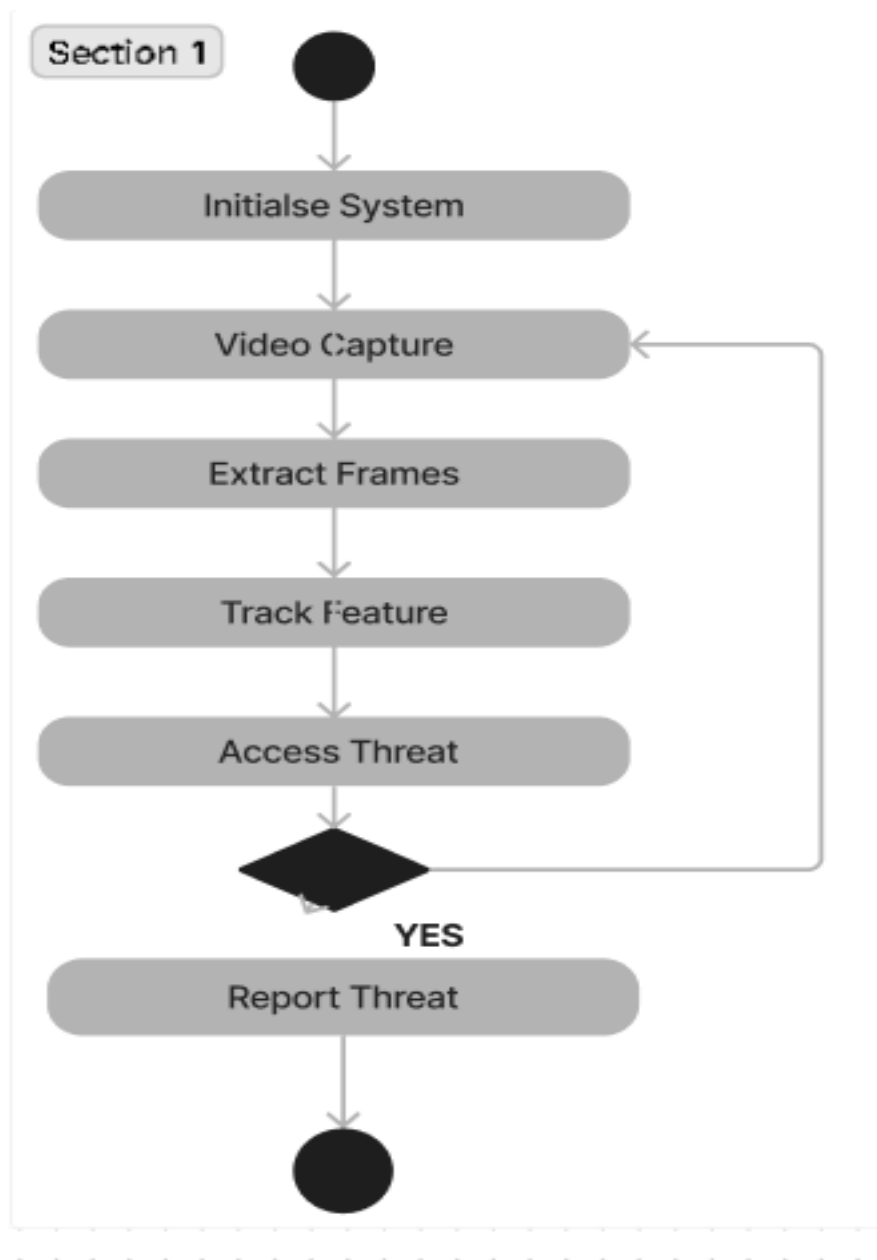 Section 1
Initialse System
Video Capture
Extract Frames
Track Feature
Access Threat
YES
Report Threat